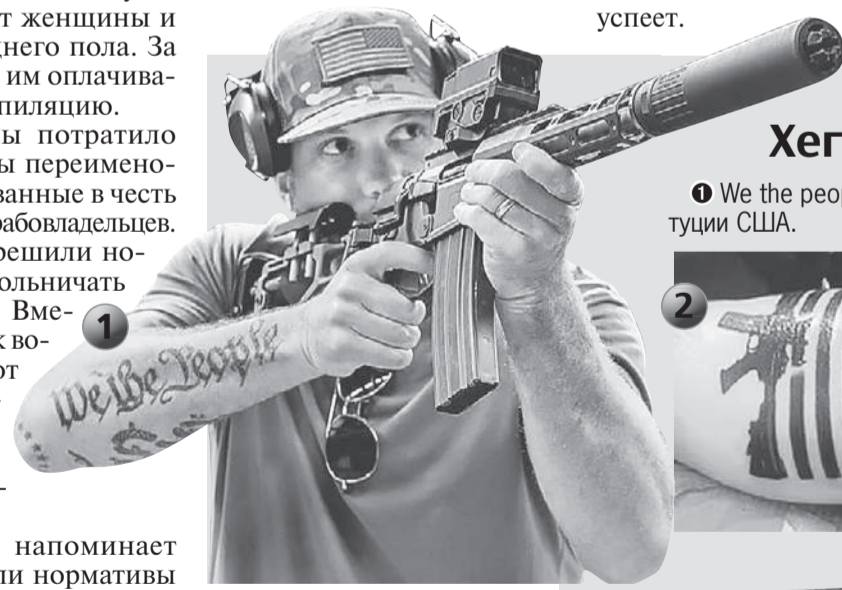 т женщины и
него пола. За
им оплачива-
пиляцию.
ы потратило
ы переимено-
ванные в честь
рабовладельцев.
решили но-
ольничать
Вме-
к во-
от
напоминает
ли нормативы
успеет.
1
We the People
Хег
❶ We the peop
туции США.
2